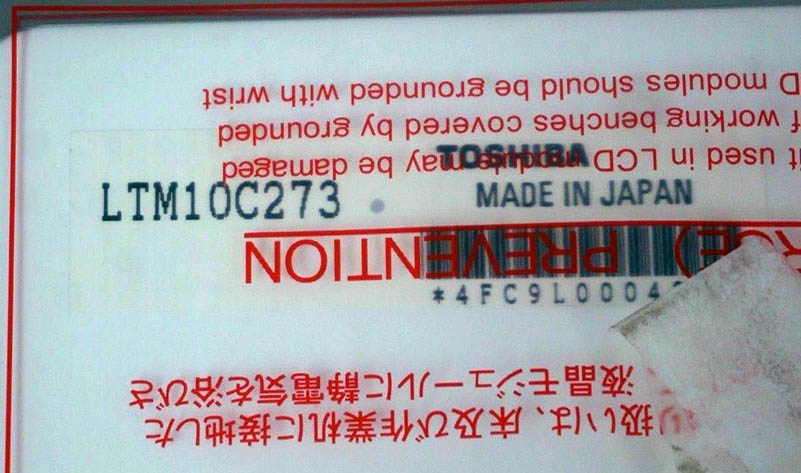 TOSHIBA
LTM10C273
MADE IN JAPAN
*4FC9L0004
RGE) PREVENTION
it used in LCD module may be damaged
f working benches covered by grounded
D modules should be grounded with wrist
扱いは、床及び作業机に接地した
液晶モジュールに静電気を浴びさ